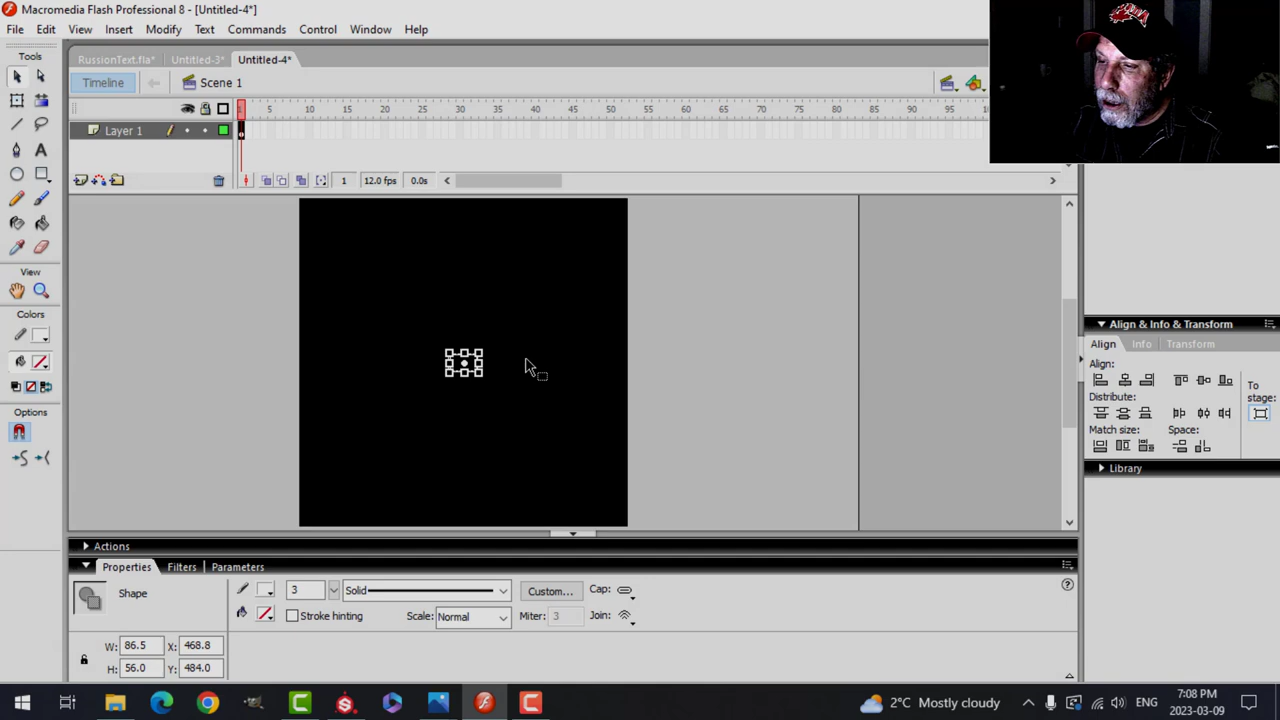 Macromedia Flash Professional 8 - [Untitled-4*]
File Edit View Insert Modify Text Commands Control Window Help
Tools
RussionText.fla* Untitled-3* Untitled-4*
Timeline Scene 1
5 10 15 20 25 30 35 40 45 50 55 60 65 70 75 80 85 90 95
Layer 1
1 12.0 fps 0.0s
View
Colors
Options
Align & Info & Transform
Align Info Transform
Align:
To stage:
Distribute:
Match size: Space:
Library
Actions
Properties Filters Parameters
Shape
3 Solid Custom... Cap:
Stroke hinting Scale: Normal Miter: 3 Join:
W: 86.5 X: 468.8
H: 56.0 Y: 484.0
2°C Mostly cloudy ENG 7:08 PM
2023-03-09